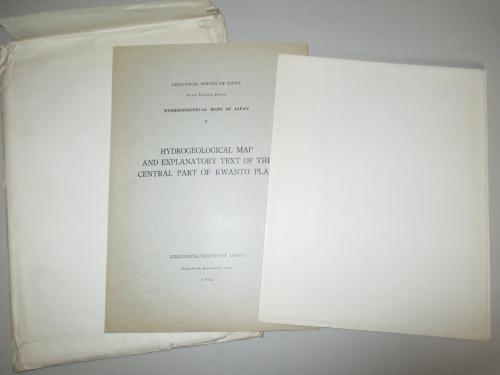 GEOLOGICAL SURVEY OF JAPAN
HYDROGEOLOGICAL MAPS OF JAPAN
HYDROGEOLOGICAL MAP
AND EXPLANATORY TEXT OF THE
CENTRAL PART OF KWANTO PLA
GEOLOGICAL SURVEY OF JAPAN